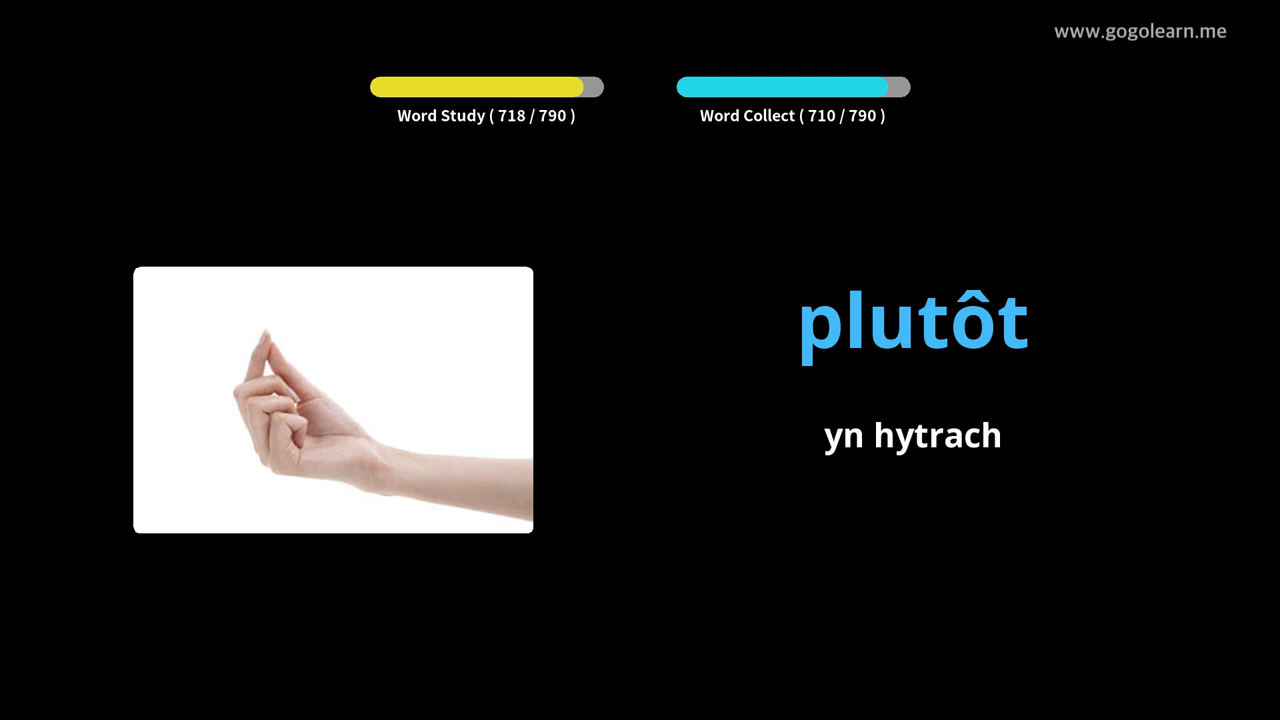 www.gogolearn.me
Word Study ( 718 / 790 )
Word Collect ( 710 / 790 )
plutôt
yn hytrach